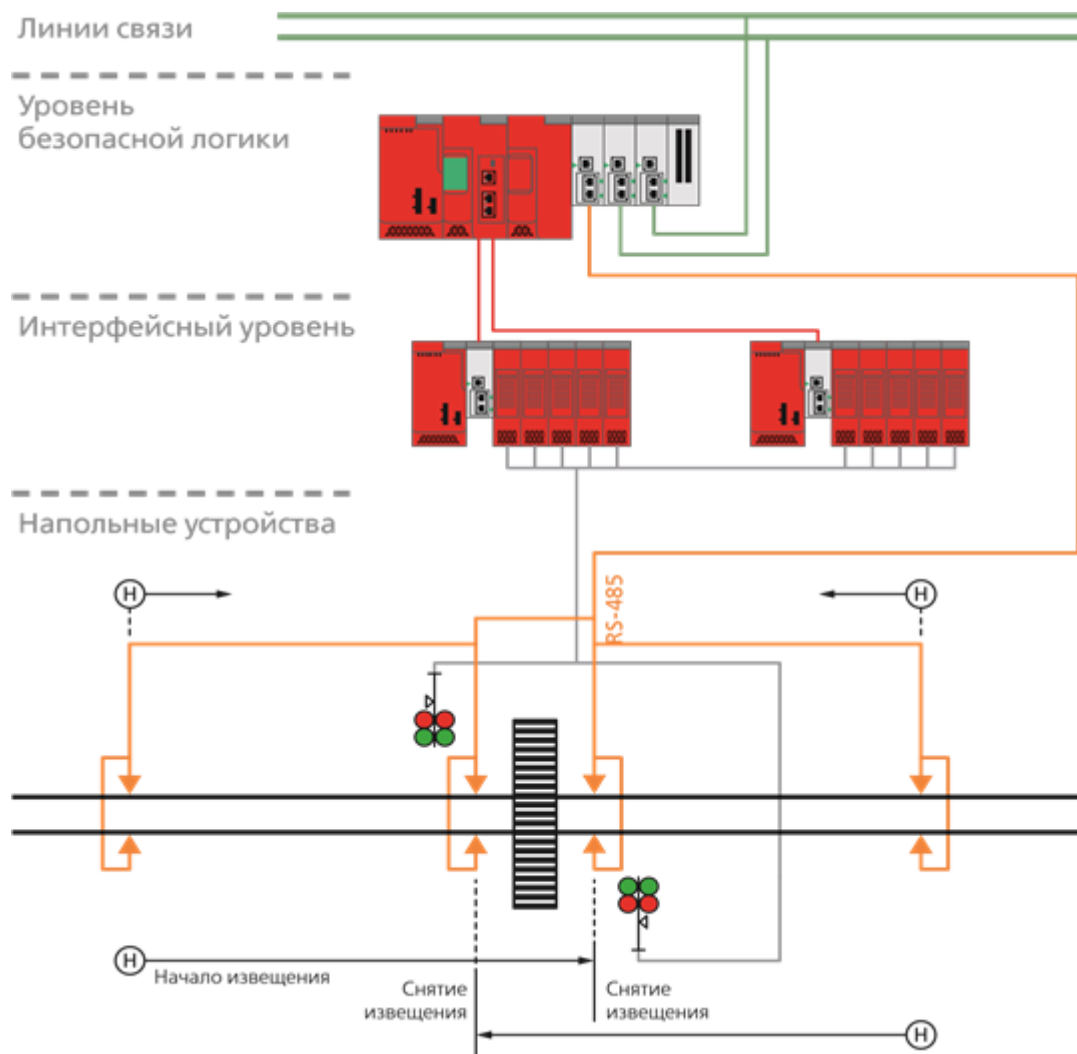 Линии связи
Уровень
безопасной логики
Интерфейсный уровень
Напольные устройства
Н
Н
RS-485
Н
Начало извещения
Снятие
извещения
Снятие
извещения
Н